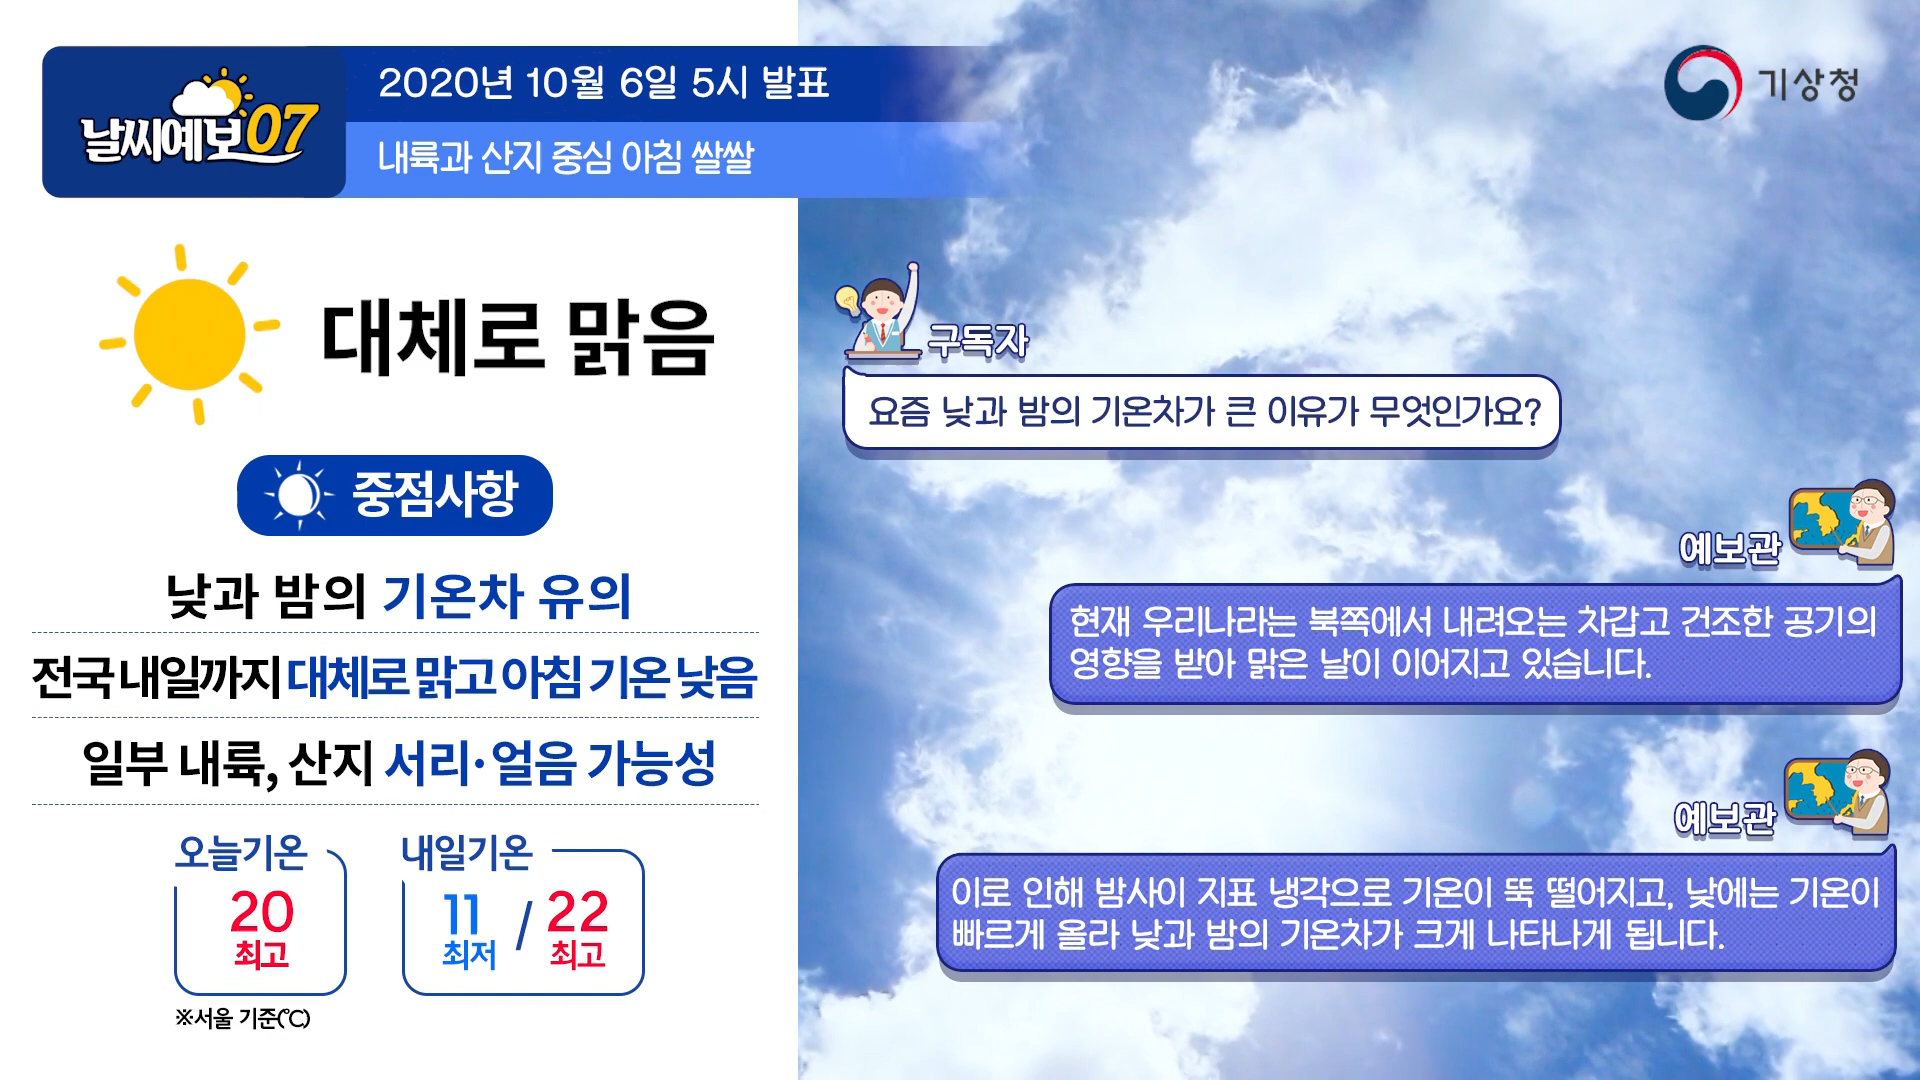 날씨예보07
2020년 10월 6일 5시 발표
내륙과 산지 중심 아침 쌀쌀
기상청
대체로 맑음
중점사항
낮과 밤의 기온차 유의
전국 내일까지 대체로 맑고 아침 기온 낮음
일부 내륙, 산지 서리·얼음 가능성
오늘기온
20
최고
내일기온
11 / 22
최저 최고
※서울 기준(℃)
구독자
요즘 낮과 밤의 기온차가 큰 이유가 무엇인가요?
예보관
현재 우리나라는 북쪽에서 내려오는 차갑고 건조한 공기의
영향을 받아 맑은 날이 이어지고 있습니다.
예보관
이로 인해 밤사이 지표 냉각으로 기온이 뚝 떨어지고, 낮에는 기온이
빠르게 올라 낮과 밤의 기온차가 크게 나타나게 됩니다.